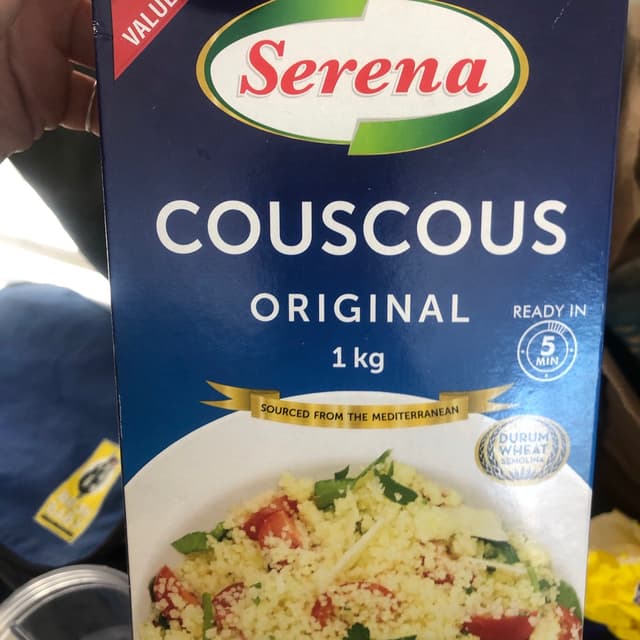 VALUE
Serena
COUSCOUS
ORIGINAL
READY IN
5
MIN
1 kg
SOURCED FROM THE MEDITERRANEAN
DURUM
WHEAT
SEMOLINA